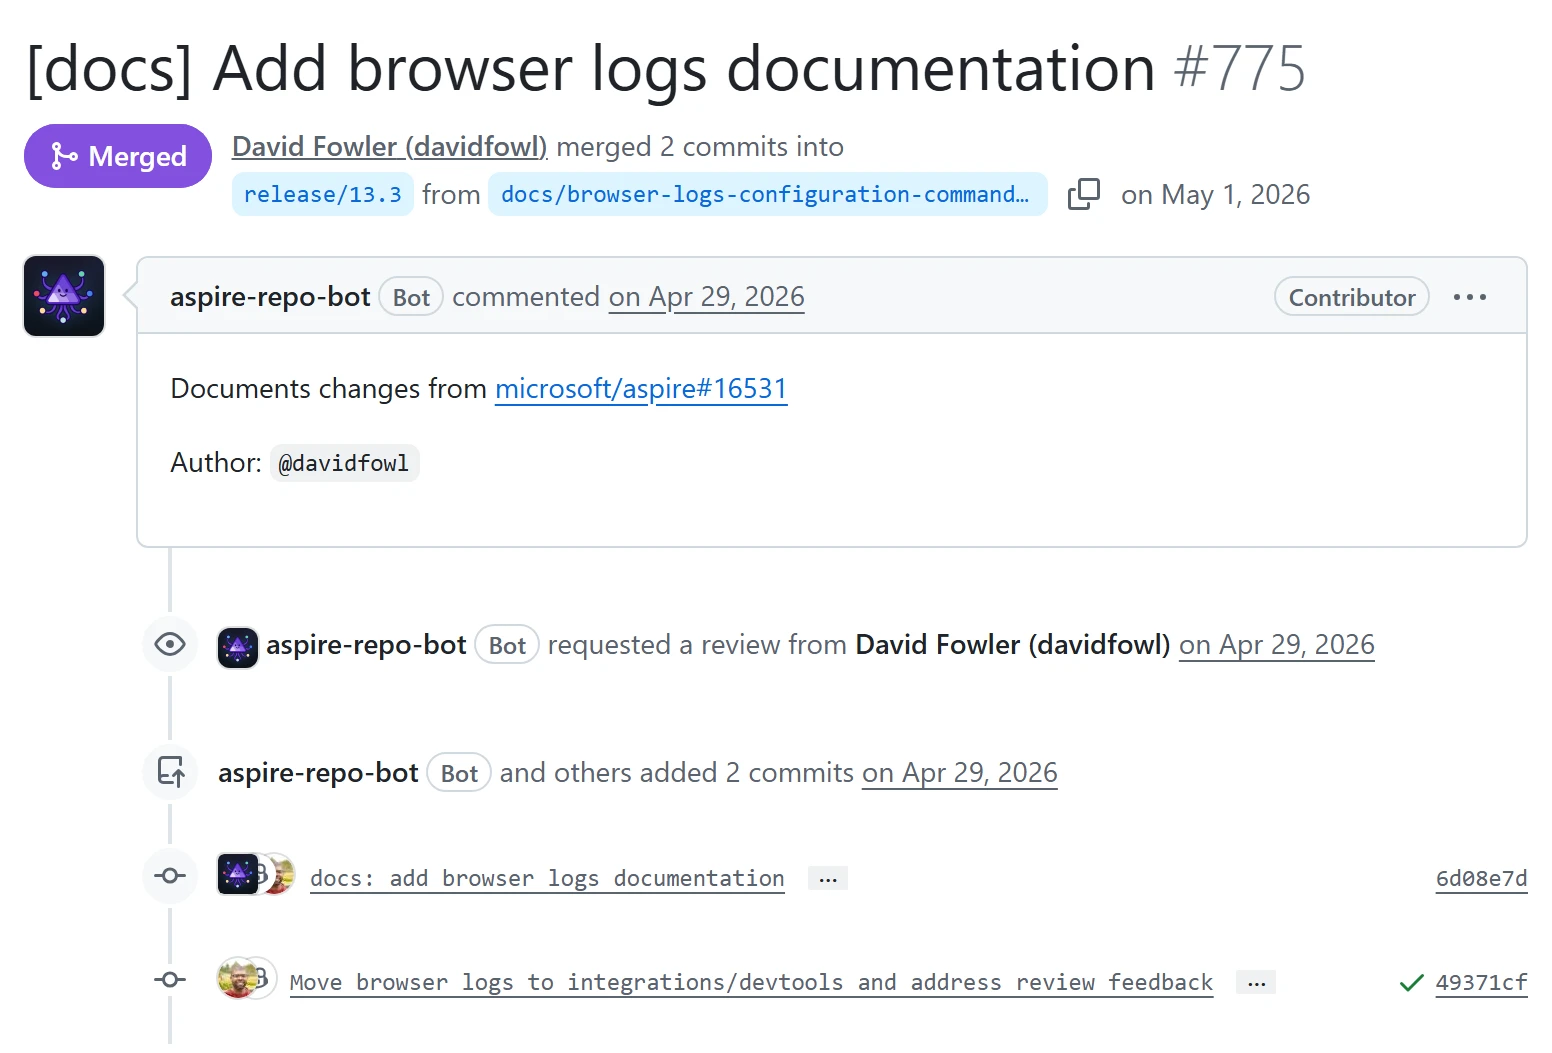 [docs] Add browser logs documentation #775
Merged
David Fowler (davidfowl) merged 2 commits into
release/13.3 from docs/browser-logs-configuration-command… on May 1, 2026
aspire-repo-bot Bot commented on Apr 29, 2026 Contributor ...
Documents changes from microsoft/aspire#16531
Author: @davidfowl
aspire-repo-bot Bot requested a review from David Fowler (davidfowl) on Apr 29, 2026
aspire-repo-bot Bot and others added 2 commits on Apr 29, 2026
docs: add browser logs documentation ... 6d08e7d
Move browser logs to integrations/devtools and address review feedback ... 49371cf